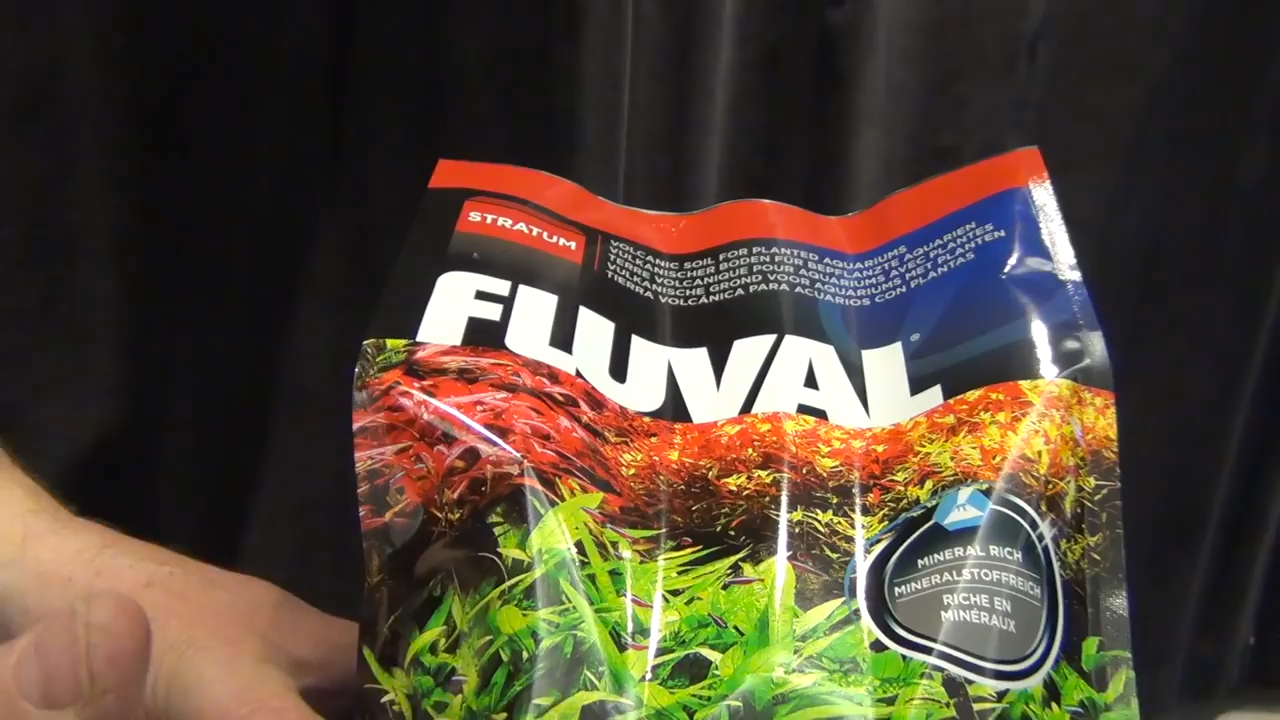 STRATUM
VOLCANIC SOIL FOR PLANTED AQUARIUMS
VULKANISCHER BODEN FÜR BEPFLANZTE AQUARIEN
TERRE VOLCANIQUE POUR AQUARIUMS AVEC PLANTES
VULKANISCHE GROND VOOR AQUARIUMS MET PLANTEN
TIERRA VOLCÁNICA PARA ACUARIOS CON PLANTAS
FLUVAL®
MINERAL RICH
MINERALSTOFFREICH
RICHE EN
MINÉRAUX